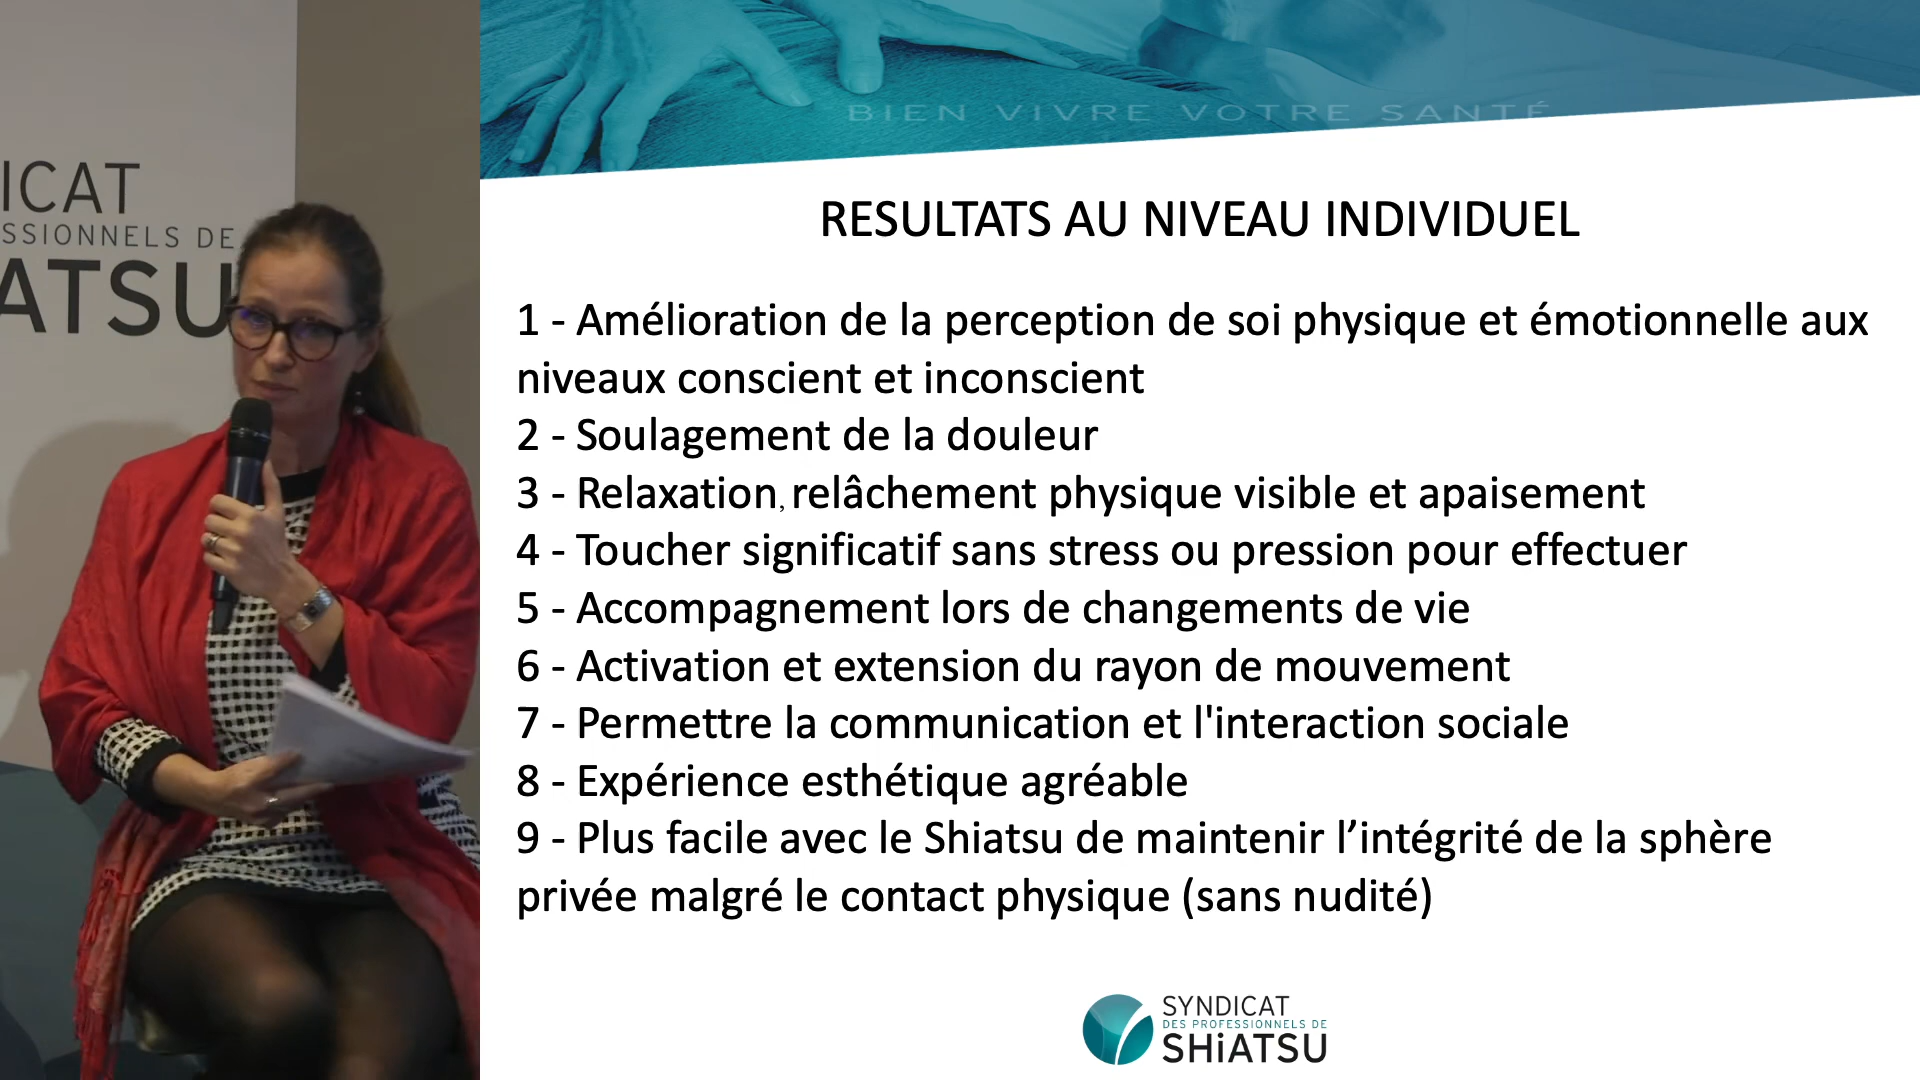 ICAT
SSIONNELS DE
ATSU
BIEN VIVRE VOTRE SANTÉ
RESULTATS AU NIVEAU INDIVIDUEL
1 - Amélioration de la perception de soi physique et émotionnelle aux
niveaux conscient et inconscient
2 - Soulagement de la douleur
3 - Relaxation, relâchement physique visible et apaisement
4 - Toucher significatif sans stress ou pression pour effectuer
5 - Accompagnement lors de changements de vie
6 - Activation et extension du rayon de mouvement
7 - Permettre la communication et l'interaction sociale
8 - Expérience esthétique agréable
9 - Plus facile avec le Shiatsu de maintenir l’intégrité de la sphère
privée malgré le contact physique (sans nudité)
SYNDICAT
DES PROFESSIONNELS DE
SHiATSU